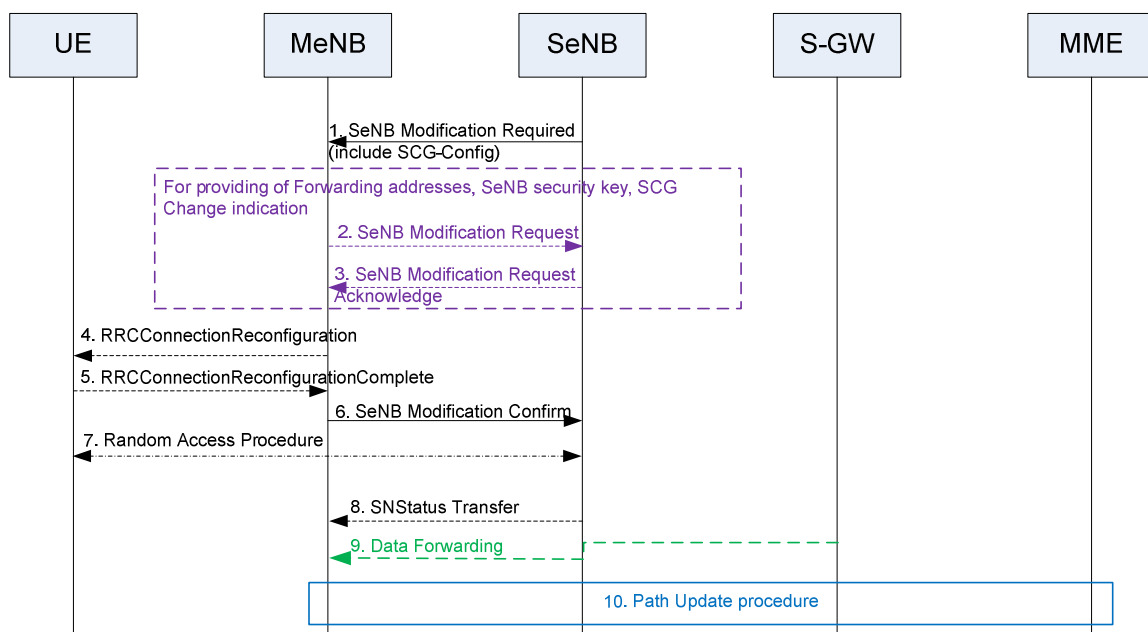 UE
MeNB
SeNB
S-GW
MME
1. SeNB Modification Required
(include SCG-Config)
For providing of Forwarding addresses, SeNB security key, SCG
Change indication
2. SeNB Modification Request
3. SeNB Modification Request
Acknowledge
4. RRCConnectionReconfiguration
5. RRCConnectionReconfigurationComplete
6. SeNB Modification Confirm
7. Random Access Procedure
8. SNStatus Transfer
9. Data Forwarding
10. Path Update procedure